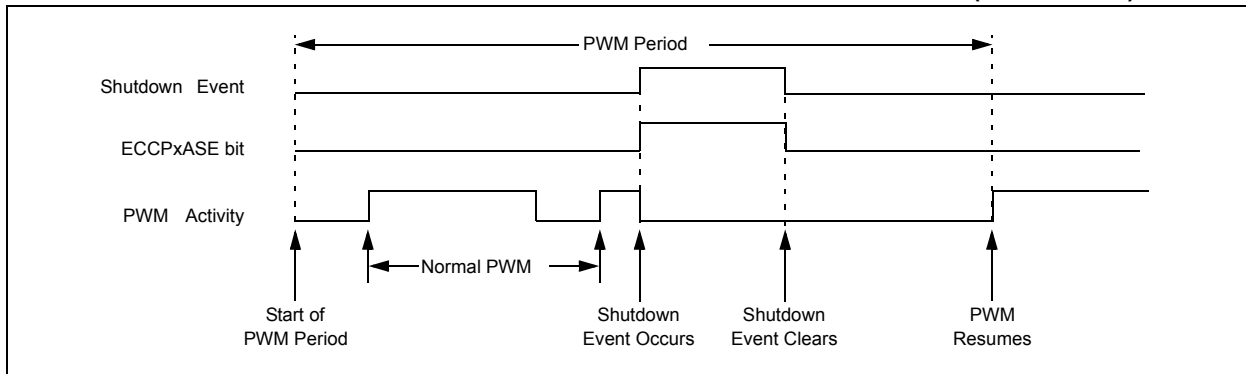 PWM Period
Shutdown Event
ECCPxASE bit
PWM Activity
Normal PWM
Start of
PWM Period
Shutdown
Event Occurs
Shutdown
Event Clears
PWM
Resumes